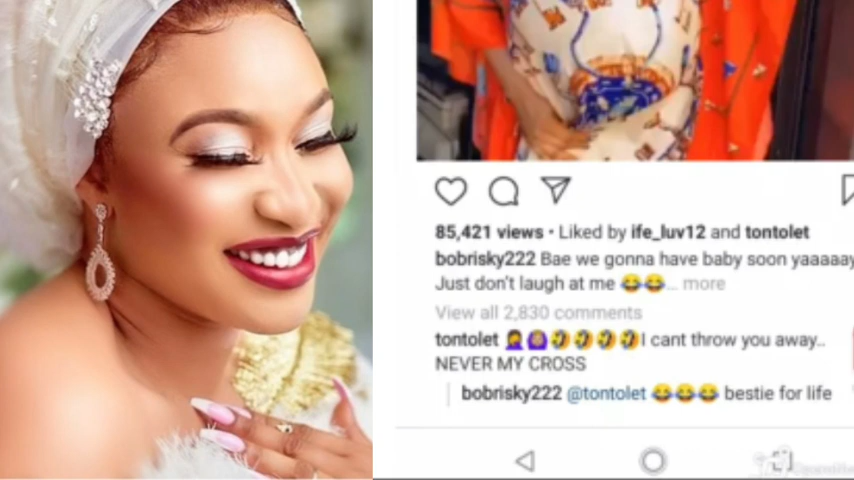 85,421 views • Liked by ife_luv12 and tontolet
bobrisky222 Bae we gonna have baby soon yaaaaay
Just don't laugh at me 😂😂... more
View all 2,830 comments
tontolet 🤦‍♀️🙆‍♀️🤣🤣🤣🤣I cant throw you away..
NEVER MY CROSS
bobrisky222 @tontolet 😂😂😂 bestie for life